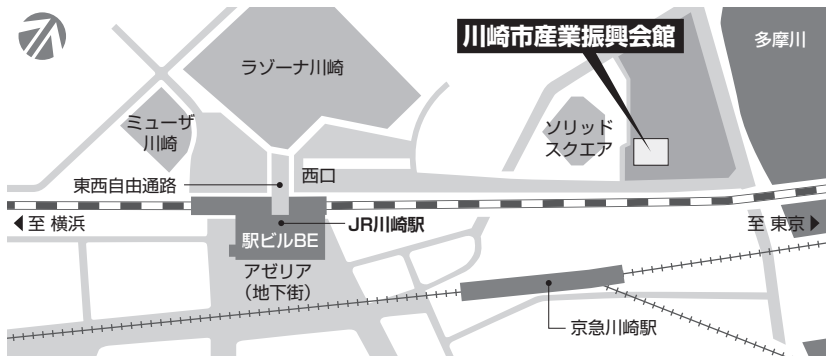 川崎市産業振興会館
多摩川
ラゾーナ川崎
ミューザ
川崎
ソリッド
スクエア
東西自由通路
西口
至 横浜
JR川崎駅
至 東京
駅ビルBE
アゼリア
（地下街）
京急川崎駅